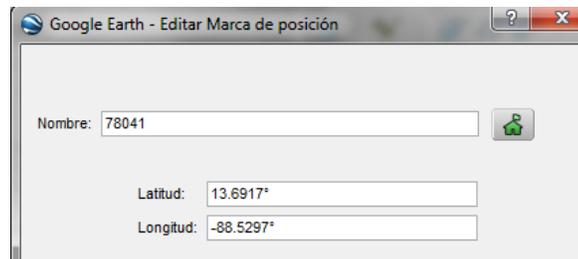 Google Earth - Editar Marca de posición
Nombre: 78041
Latitud: 13.6917°
Longitud: -88.5297°